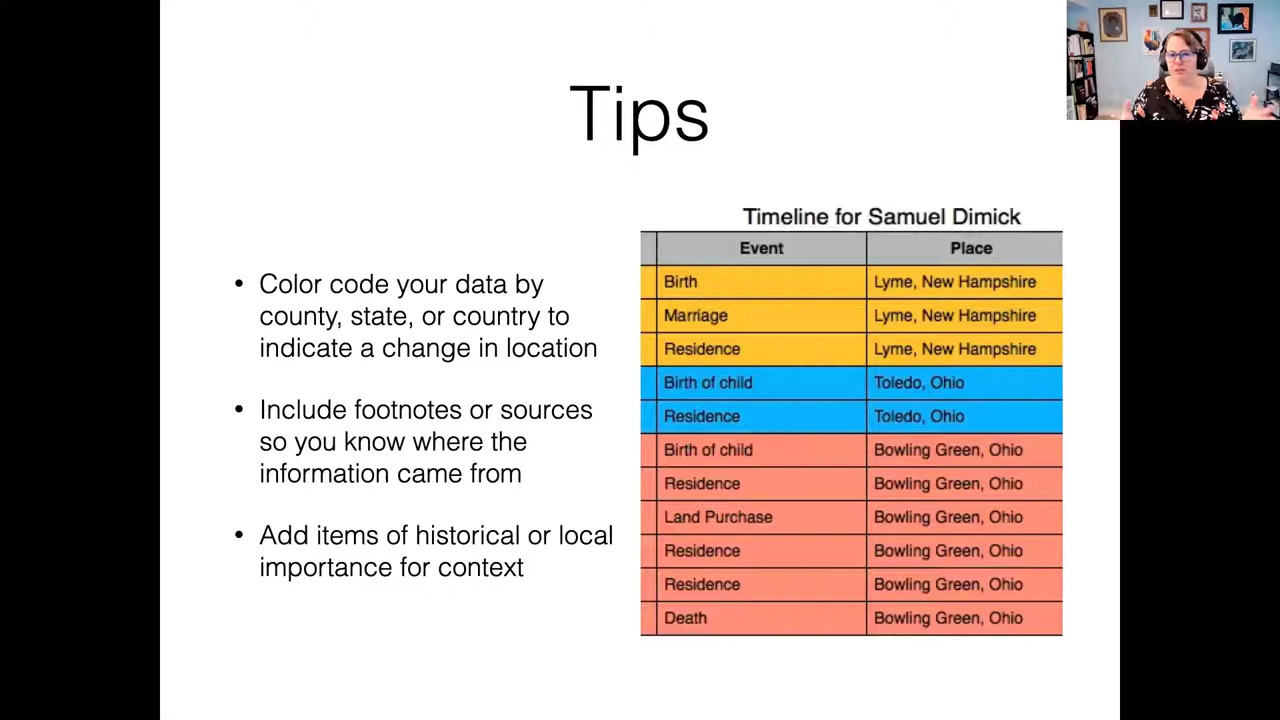 Tips
Color code your data by
county, state, or country to
indicate a change in location
Include footnotes or sources
so you know where the
information came from
Add items of historical or local
importance for context
Timeline for Samuel Dimick
Event Place
Birth Lyme, New Hampshire
Marriage Lyme, New Hampshire
Residence Lyme, New Hampshire
Birth of child Toledo, Ohio
Residence Toledo, Ohio
Birth of child Bowling Green, Ohio
Residence Bowling Green, Ohio
Land Purchase Bowling Green, Ohio
Residence Bowling Green, Ohio
Residence Bowling Green, Ohio
Death Bowling Green, Ohio